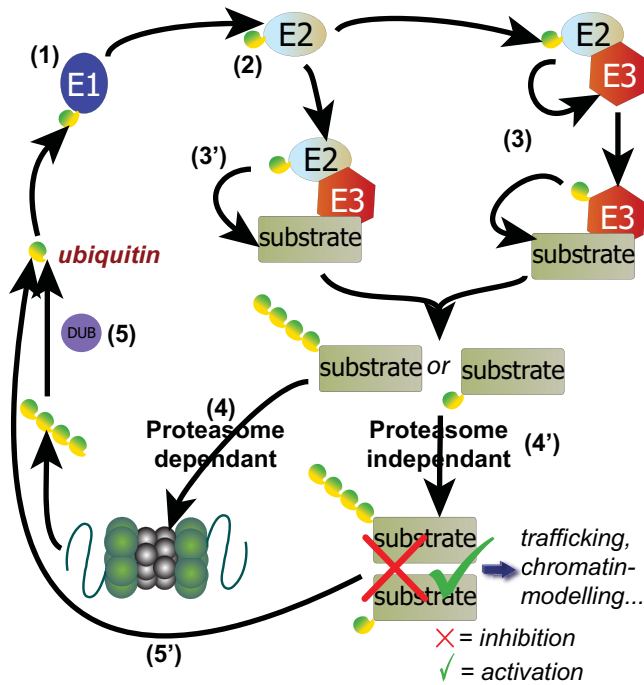 (1)
E1
E2
(2)
E2
E3
(3)
(3')
E2
E3
substrate
E3
substrate
ubiquitin
DUB
(5)
substrate
or
substrate
(4)
Proteasome
dependant
Proteasome
independant
(4')
substrate
substrate
trafficking,
chromatin-
modelling...
(5')
= inhibition
= activation